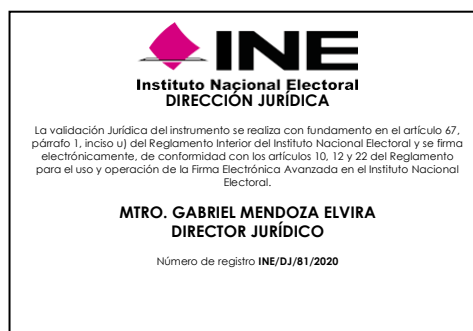 INE
Instituto Nacional Electoral
DIRECCIÓN JURÍDICA
La validación Jurídica del instrumento se realiza con fundamento en el artículo 67,
párrafo 1, inciso u) del Reglamento Interior del Instituto Nacional Electoral y se firma
electrónicamente, de conformidad con los artículos 10, 12 y 22 del Reglamento
para el uso y operación de la Firma Electrónica Avanzada en el Instituto Nacional
Electoral.
MTRO. GABRIEL MENDOZA ELVIRA
DIRECTOR JURÍDICO
Número de registro INE/DJ/81/2020